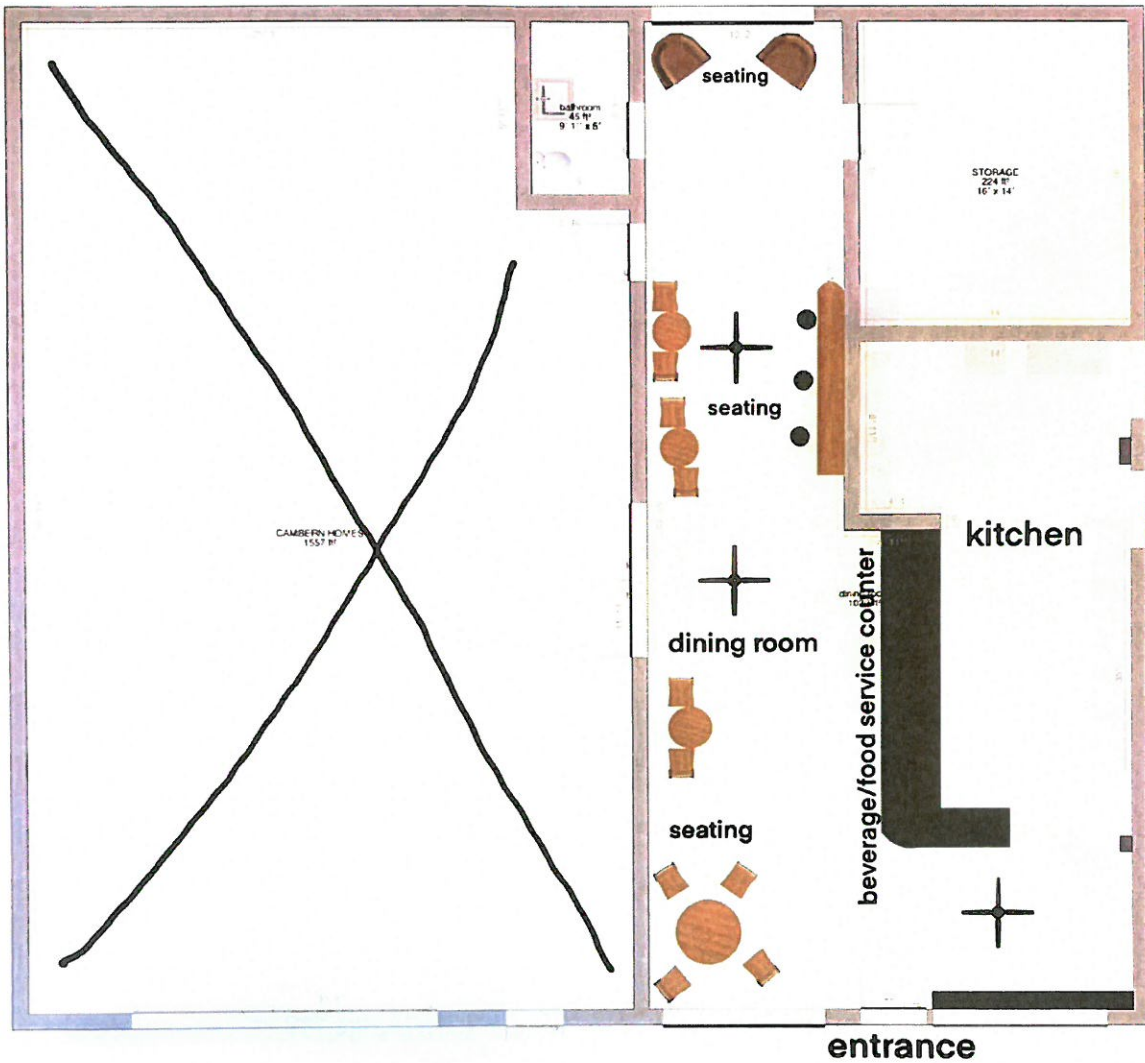 seating
bathroom
45 ft²
STORAGE
224 ft²
16' x 14'
seating
CAMBERN HOMES
1557 ft²
kitchen
beverage/food service counter
dining room
seating
entrance